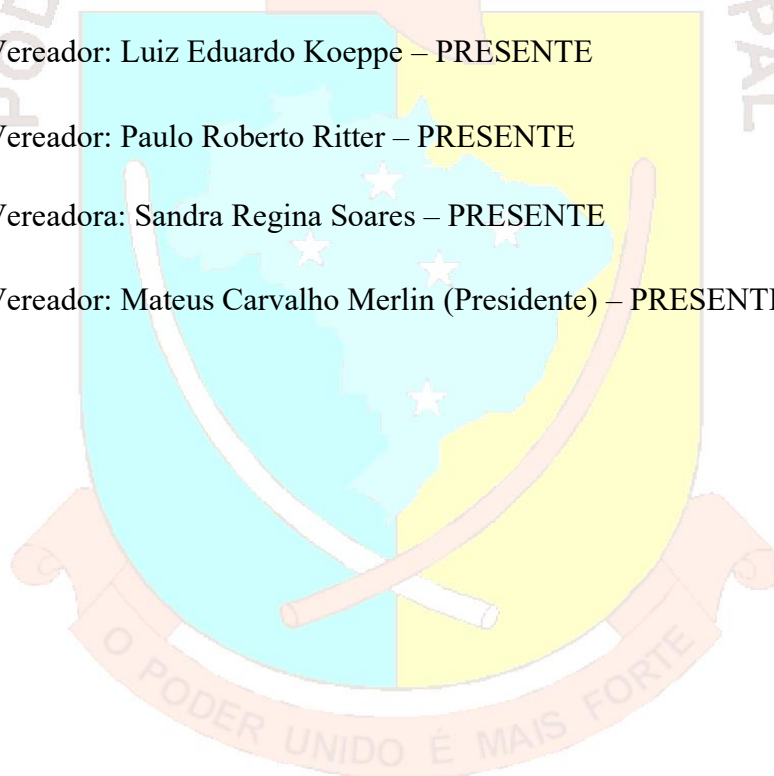 Vereador: Luiz Eduardo Koeppe – PRESENTE
Vereador: Paulo Roberto Ritter – PRESENTE
Vereadora: Sandra Regina Soares – PRESENTE
Vereador: Mateus Carvalho Merlin (Presidente) – PRESENTE
O PODER UNIDO É MAIS FORTE